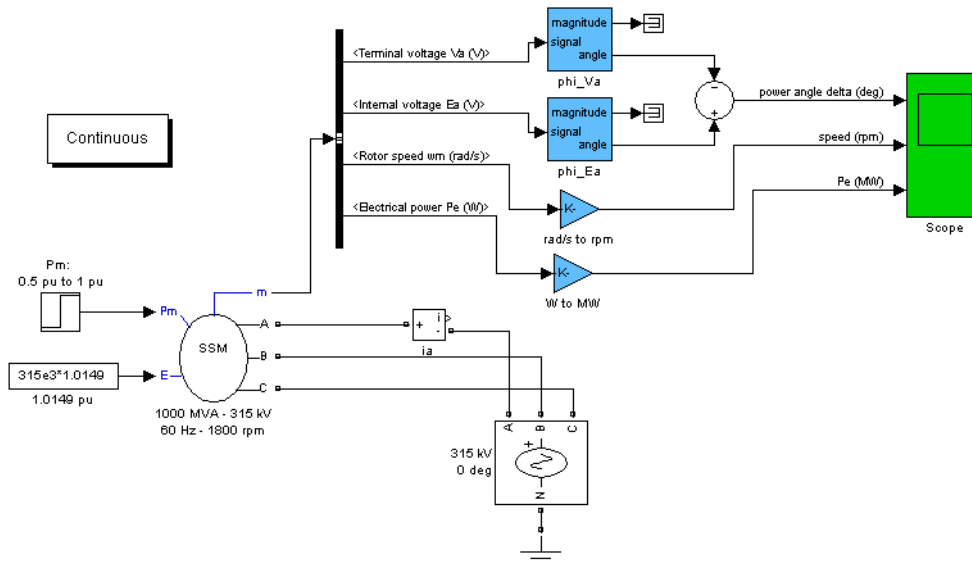 Continuous
<Terminal voltage Va (V)>
<Internal voltage Ea (V)>
<Rotor speed wm (rad/s)>
<Electrical power Pe (W)>
magnitude
signal
angle
phi_Va
magnitude
signal
angle
phi_Ea
-
+
power angle delta (deg)
speed (rpm)
Pe (MW)
Scope
K-
rad/s to rpm
K-
W to MW
Pm:
0.5 pu to 1 pu
m
Pm
SSM
E
A
B
C
315e3*1.0149
1.0149 pu
1000 MVA - 315 kV
60 Hz - 1800 rpm
+
i
-
ia
315 kV
0 deg
A
B
C
+
N